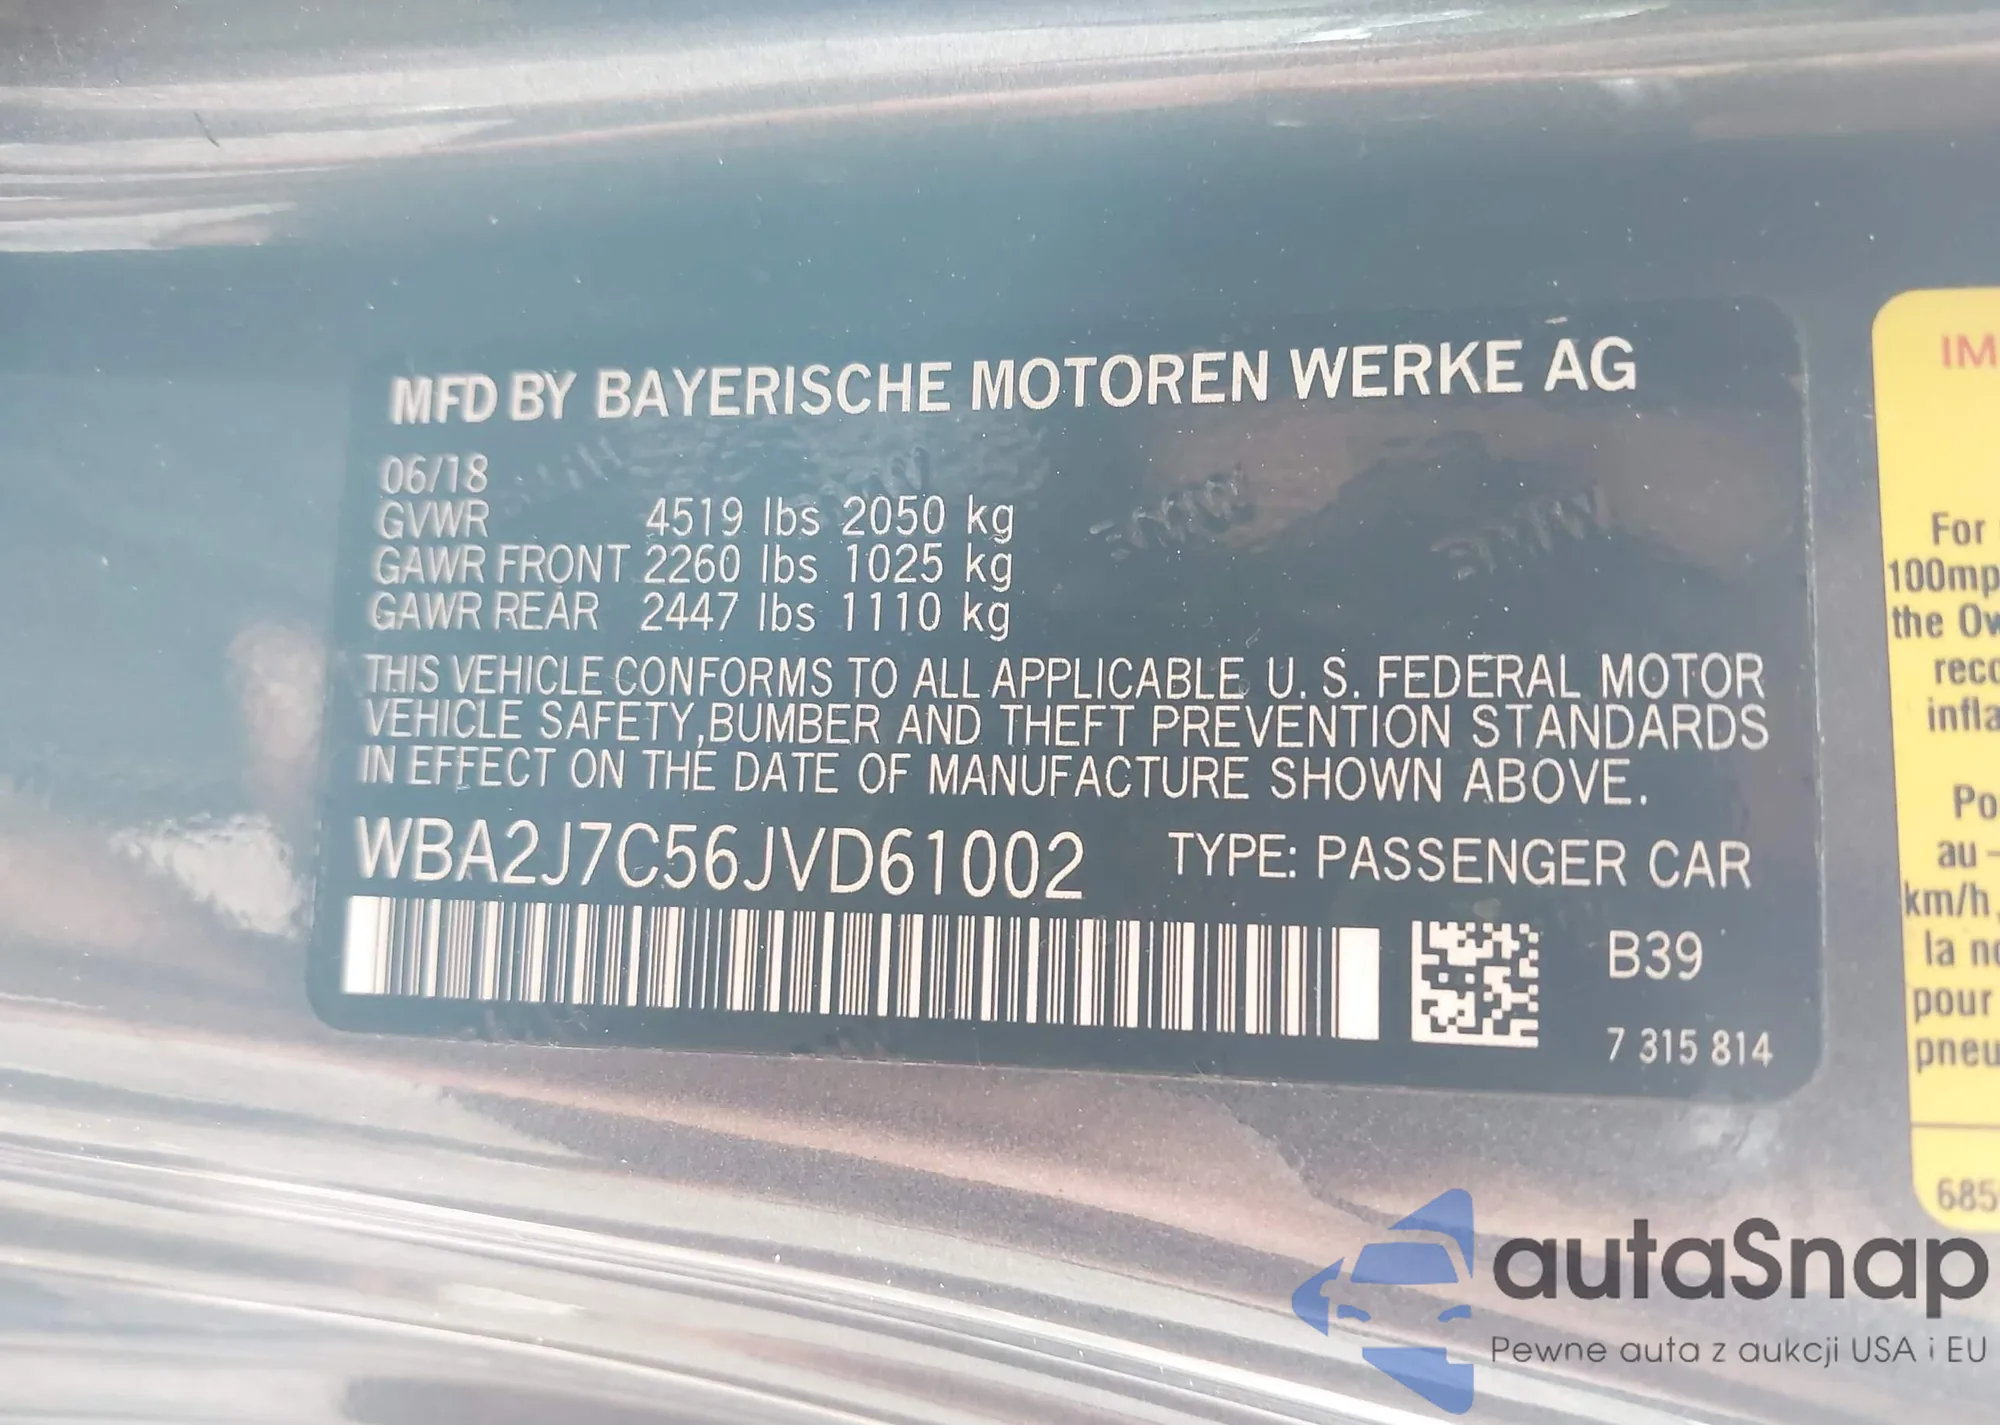 MFD BY BAYERISCHE MOTOREN WERKE AG
06/18
GVWR 4519 lbs 2050 kg
GAWR FRONT 2260 lbs 1025 kg
GAWR REAR 2447 lbs 1110 kg
THIS VEHICLE CONFORMS TO ALL APPLICABLE U. S. FEDERAL MOTOR
VEHICLE SAFETY,BUMBER AND THEFT PREVENTION STANDARDS
IN EFFECT ON THE DATE OF MANUFACTURE SHOWN ABOVE.
WBA2J7C56JVD61002 TYPE: PASSENGER CAR
B39
7 315 814
IM
For
100mp
the Ow
reco
infla
Po
au –
km/h,
la no
pour
pneu
685
autaSnap
Pewne auta z aukcji USA i EU